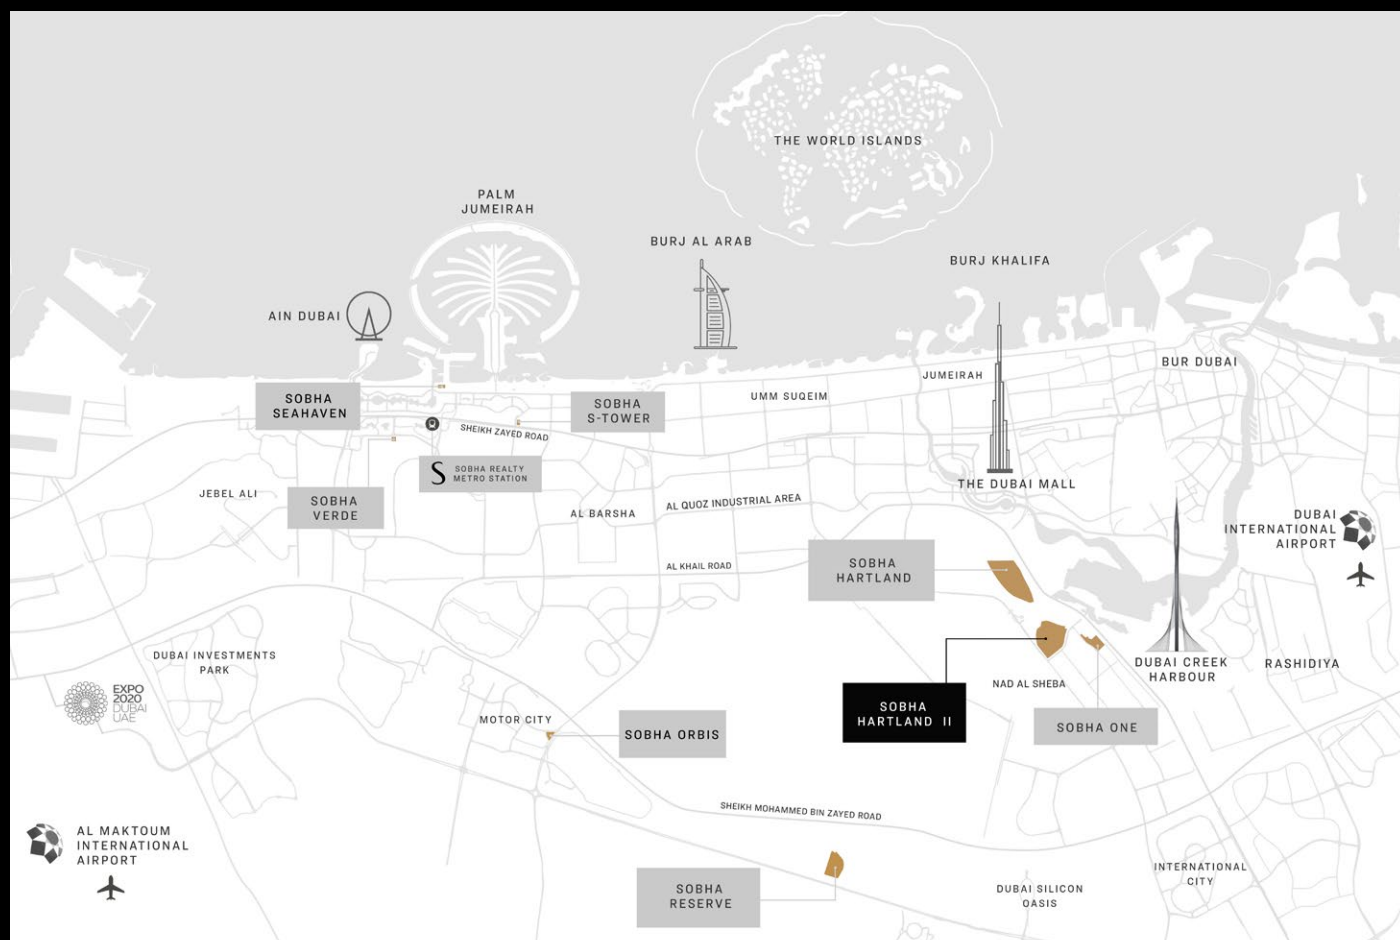 THE WORLD ISLANDS
PALM
JUMEIRAH
BURJ AL ARAB
BURJ KHALIFA
AIN DUBAI
BUR DUBAI
JUMEIRAH
SOBHA
SEAHAVEN
UMM SUQEIM
SOBHA
S-TOWER
SHEIKH ZAYED ROAD
S
SOBHA REALTY
METRO STATION
THE DUBAI MALL
JEBEL ALI
SOBHA
VERDE
AL BARSHA
AL QUOZ INDUSTRIAL AREA
DUBAI
INTERNATIONAL
AIRPORT
SOBHA
HARTLAND
AL KHAIL ROAD
DUBAI INVESTMENTS
PARK
DUBAI CREEK
HARBOUR
RASHIDIYA
NAD AL SHEBA
EXPO
2020
DUBAI
UAE
SOBHA
HARTLAND II
MOTOR CITY
SOBHA ORBIS
SOBHA ONE
SHEIKH MOHAMMED BIN ZAYED ROAD
AL MAKTOUM
INTERNATIONAL
AIRPORT
INTERNATIONAL
CITY
SOBHA
RESERVE
DUBAI SILICON
OASIS